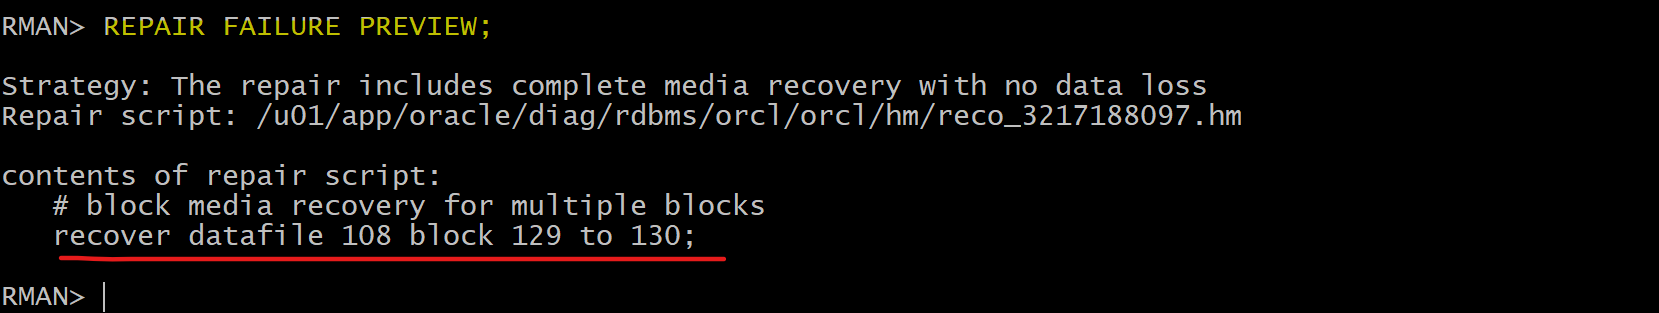 RMAN> REPAIR FAILURE PREVIEW;
Strategy: The repair includes complete media recovery with no data loss
Repair script: /u01/app/oracle/diag/rdbms/orcl/orcl/hm/reco_3217188097.hm
contents of repair script:
# block media recovery for multiple blocks
recover datafile 108 block 129 to 130;
RMAN>